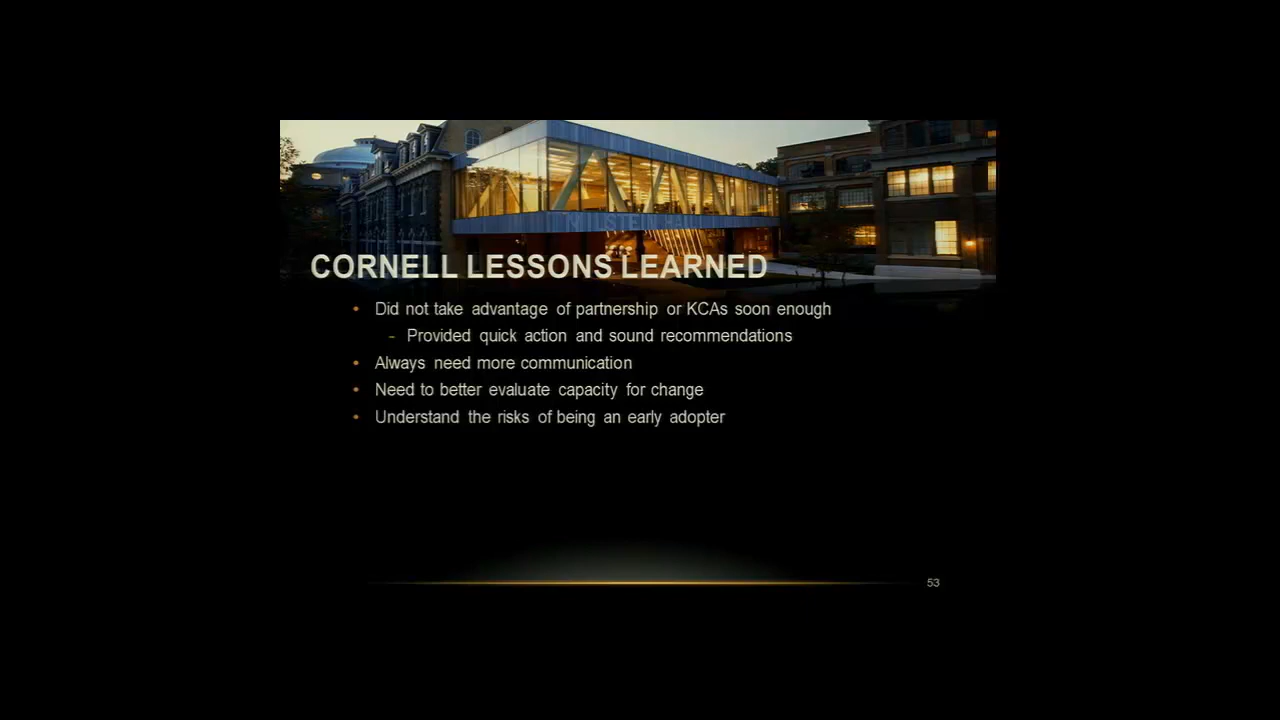 MILSTEIN HALL
CORNELL LESSONS LEARNED
• Did not take advantage of partnership or KCAs soon enough
- Provided quick action and sound recommendations
• Always need more communication
• Need to better evaluate capacity for change
• Understand the risks of being an early adopter
53